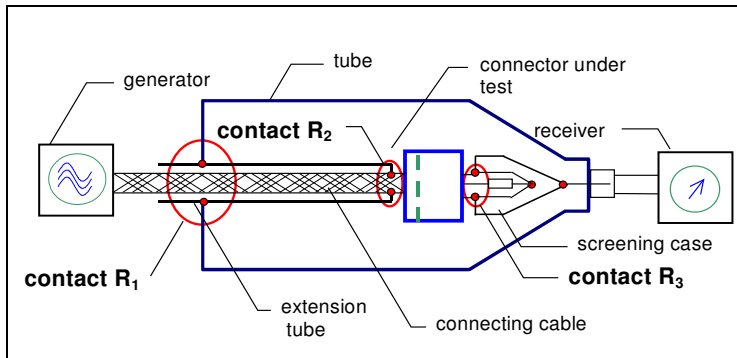 tube
connector under
test
generator
contact R2
receiver
screening case
contact R1
contact R3
extension
tube
connecting cable